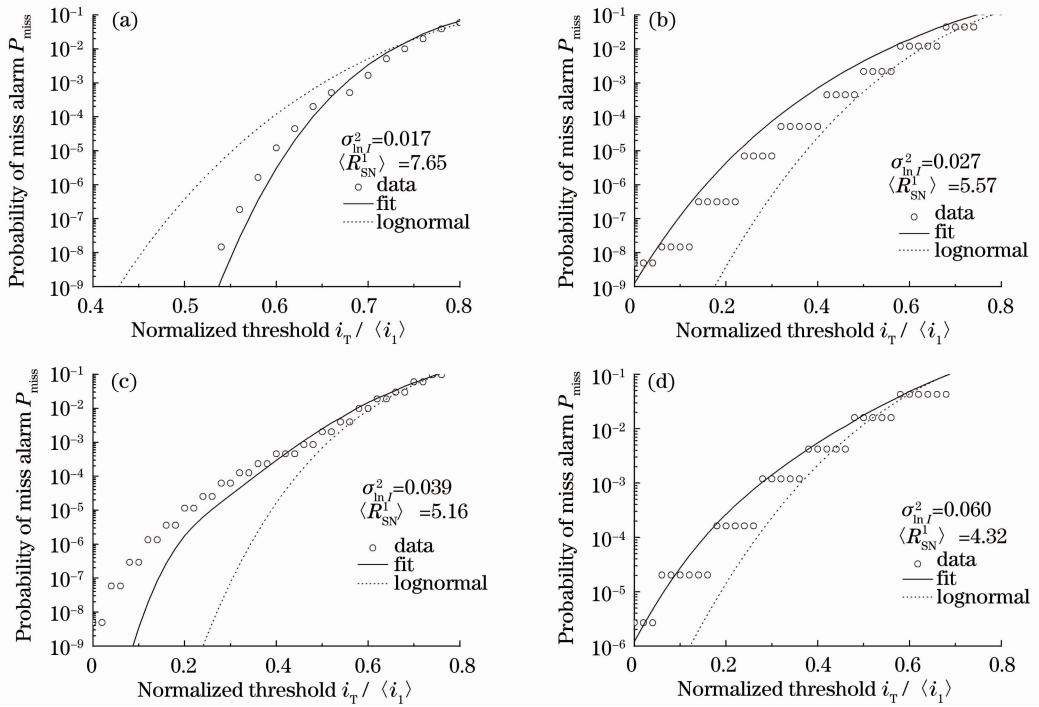 (a)
Probability of miss alarm P_miss
10⁻¹
10⁻²
10⁻³
10⁻⁴
10⁻⁵
10⁻⁶
10⁻⁷
10⁻⁸
10⁻⁹
σ²_ln I=0.017
⟨R¹_SN⟩=7.65
data
fit
lognormal
0.4 0.5 0.6 0.7 0.8
Normalized threshold i_T / ⟨i₁⟩
(b)
Probability of miss alarm P_miss
10⁻¹
10⁻²
10⁻³
10⁻⁴
10⁻⁵
10⁻⁶
10⁻⁷
10⁻⁸
10⁻⁹
σ²_ln I=0.027
⟨R¹_SN⟩=5.57
data
fit
lognormal
0 0.2 0.4 0.6 0.8
Normalized threshold i_T / ⟨i₁⟩
(c)
Probability of miss alarm P_miss
10⁻¹
10⁻²
10⁻³
10⁻⁴
10⁻⁵
10⁻⁶
10⁻⁷
10⁻⁸
10⁻⁹
σ²_ln I=0.039
⟨R¹_SN⟩=5.16
data
fit
lognormal
0 0.2 0.4 0.6 0.8
Normalized threshold i_T / ⟨i₁⟩
(d)
Probability of miss alarm P_miss
10⁻¹
10⁻²
10⁻³
10⁻⁴
10⁻⁵
10⁻⁶
σ²_ln I=0.060
⟨R¹_SN⟩=4.32
data
fit
lognormal
0 0.2 0.4 0.6 0.8
Normalized threshold i_T / ⟨i₁⟩